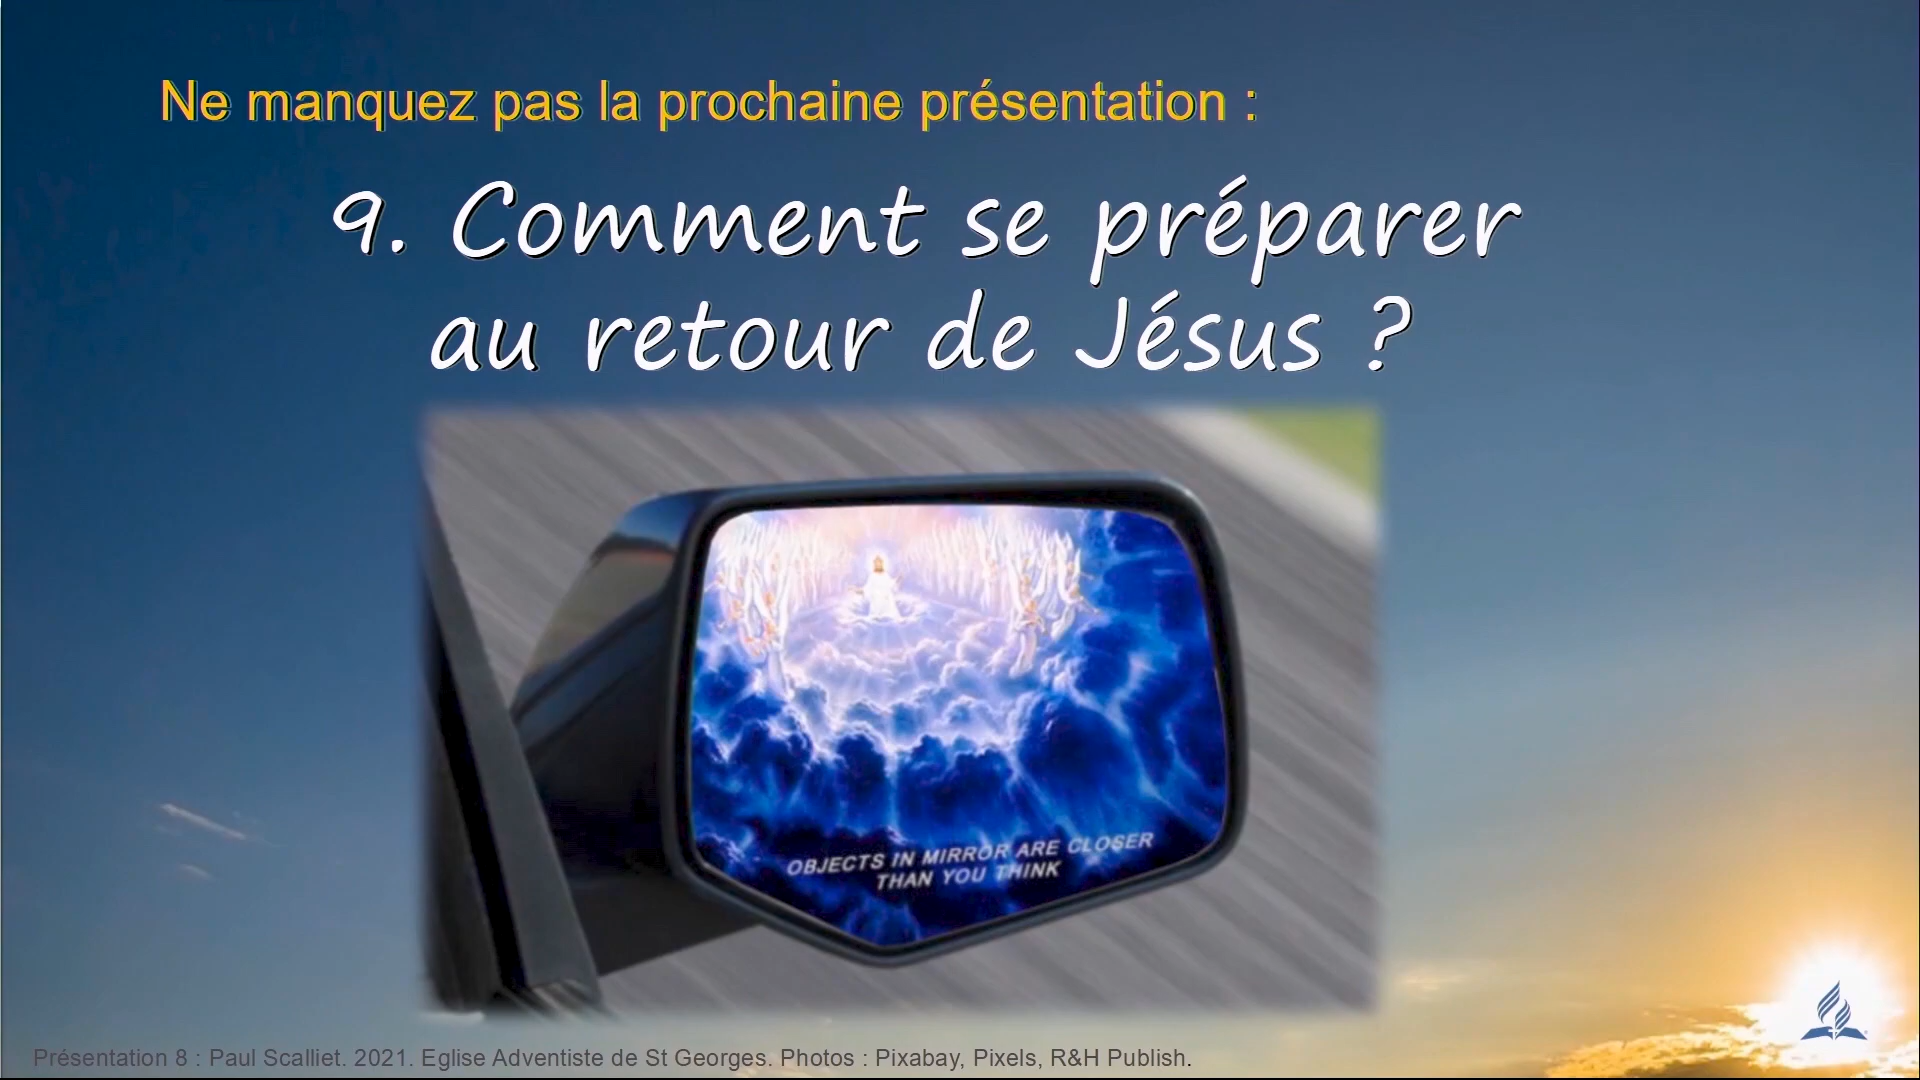 Ne manquez pas la prochaine présentation :
9. Comment se préparer
au retour de Jésus ?
OBJECTS IN MIRROR ARE CLOSER
THAN YOU THINK
Présentation 8 : Paul Scalliet. 2021. Eglise Adventiste de St Georges. Photos : Pixabay, Pixels, R&H Publish.